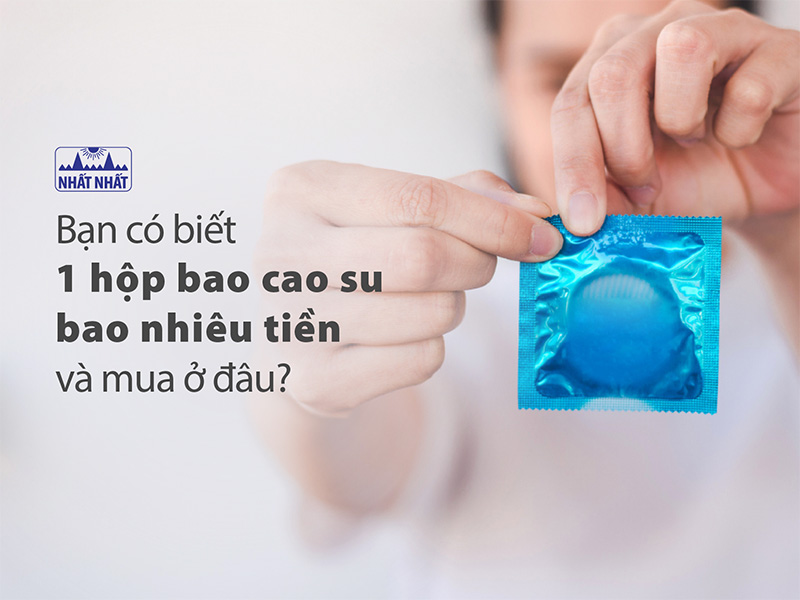 NHẤT NHẤT
Bạn có biết
1 hộp bao cao su
bao nhiêu tiền
và mua ở đâu?